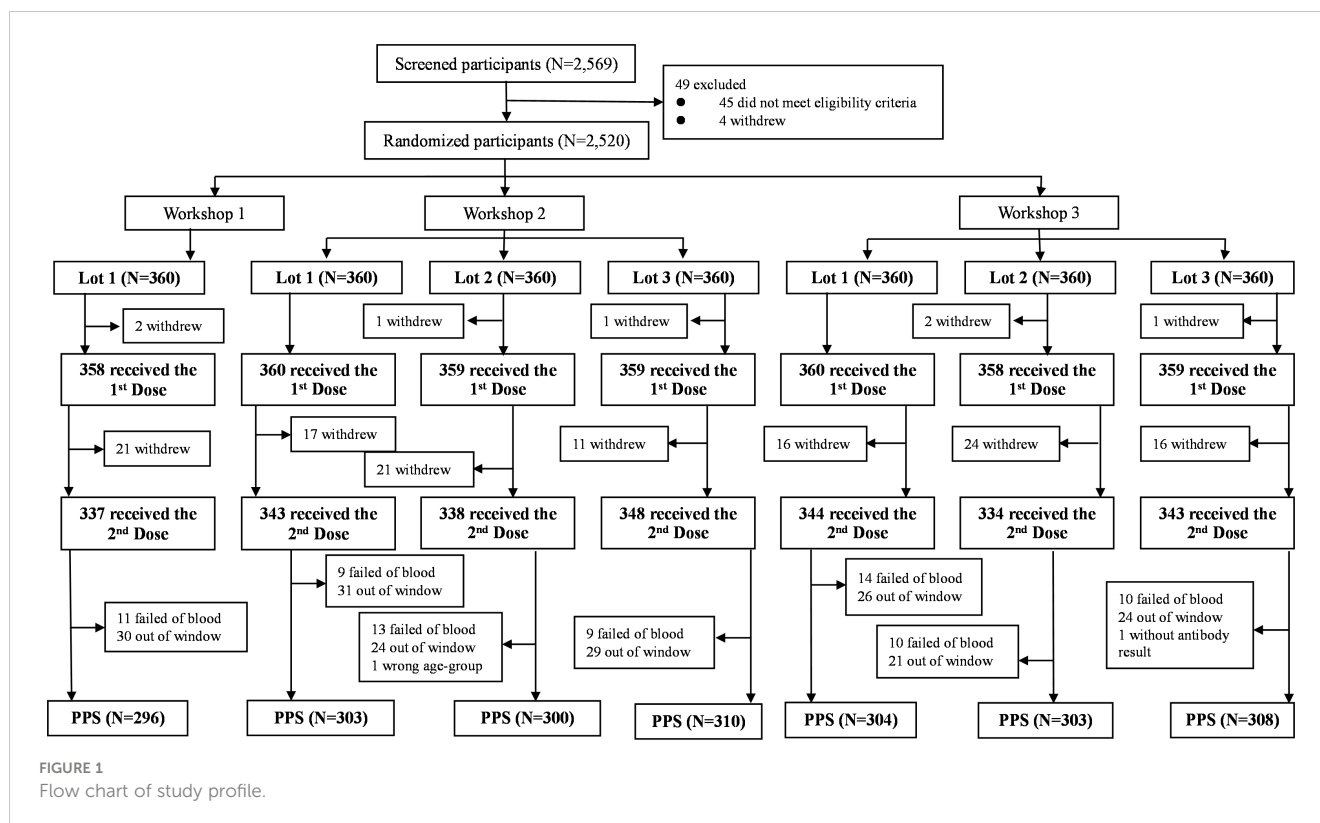 Screened participants (N=2,569)
49 excluded
● 45 did not meet eligibility criteria
● 4 withdrew
Randomized participants (N=2,520)
Workshop 1
Workshop 2
Workshop 3
Lot 1 (N=360)
Lot 1 (N=360)
Lot 2 (N=360)
Lot 3 (N=360)
Lot 1 (N=360)
Lot 2 (N=360)
Lot 3 (N=360)
2 withdrew
1 withdrew
1 withdrew
2 withdrew
1 withdrew
358 received the
1st Dose
360 received the
1st Dose
359 received the
1st Dose
359 received the
1st Dose
360 received the
1st Dose
358 received the
1st Dose
359 received the
1st Dose
21 withdrew
17 withdrew
21 withdrew
11 withdrew
16 withdrew
24 withdrew
16 withdrew
337 received the
2nd Dose
343 received the
2nd Dose
338 received the
2nd Dose
348 received the
2nd Dose
344 received the
2nd Dose
334 received the
2nd Dose
343 received the
2nd Dose
11 failed of blood
30 out of window
9 failed of blood
31 out of window
13 failed of blood
24 out of window
1 wrong age-group
9 failed of blood
29 out of window
14 failed of blood
26 out of window
10 failed of blood
21 out of window
10 failed of blood
24 out of window
1 without antibody
result
PPS (N=296)
PPS (N=303)
PPS (N=300)
PPS (N=310)
PPS (N=304)
PPS (N=303)
PPS (N=308)
FIGURE 1
Flow chart of study profile.